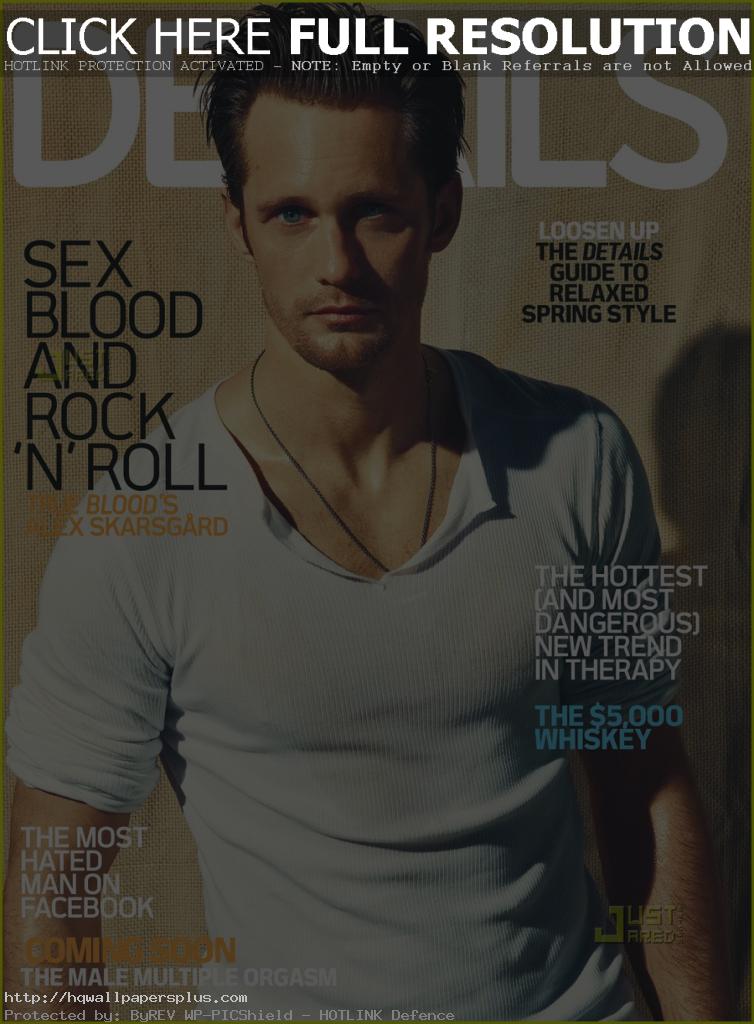 CLICK HERE FULL RESOLUTION
HOTLINK PROTECTION ACTIVATED – NOTE: Empty or Blank Referrals are not Allowed
DETAILS
SEX
BLOOD
AND
ROCK
'N' ROLL
TRUE BLOOD'S
ALEX SKARSGÅRD
LOOSEN UP
THE DETAILS
GUIDE TO
RELAXED
SPRING STYLE
THE HOTTEST
(AND MOST
DANGEROUS)
NEW TREND
IN THERAPY
THE $5,000
WHISKEY
THE MOST
HATED
MAN ON
FACEBOOK
COMING SOON
THE MALE MULTIPLE ORGASM
JUST
JARED
http://hqwallpapersplus.com
Protected by: ByREV WP-PICShield – HOTLINK Defence